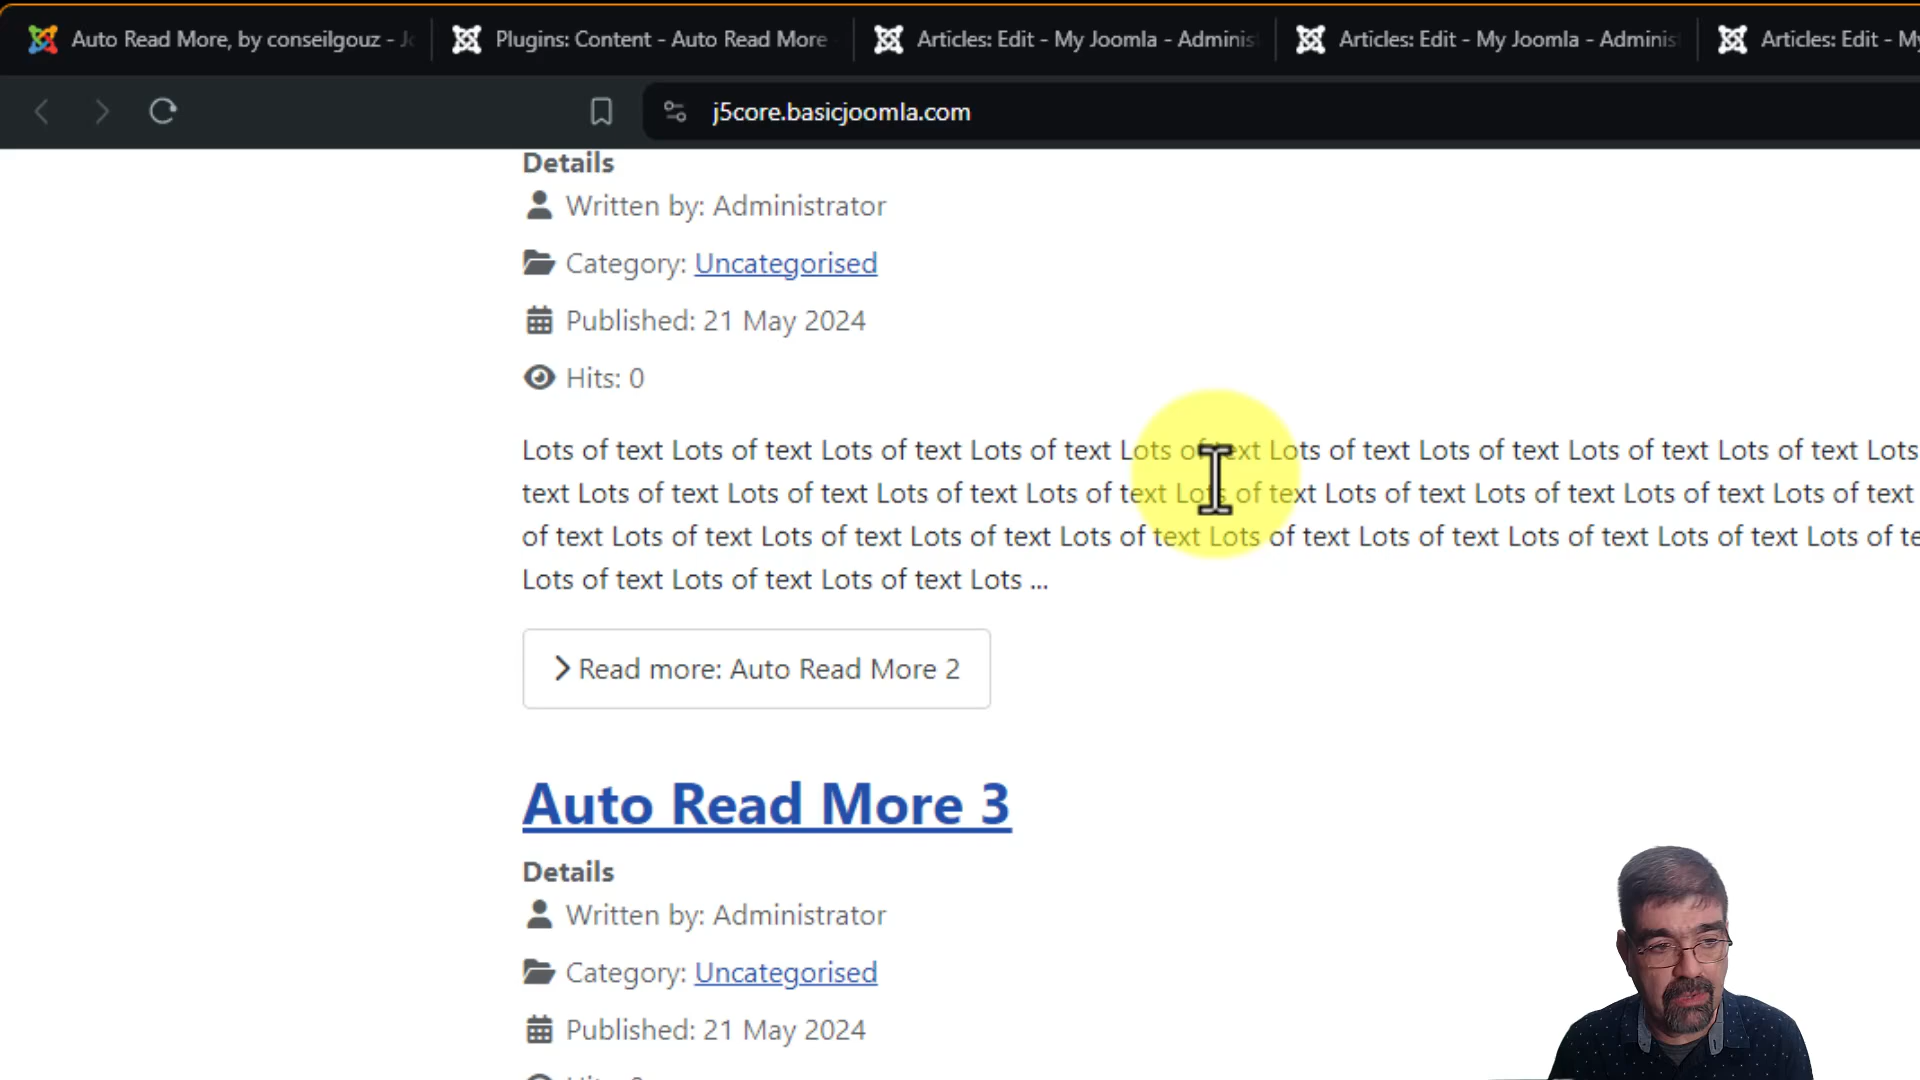 Auto Read More, by conseilgouz - Jo
Plugins: Content - Auto Read More
Articles: Edit - My Joomla - Adminis
Articles: Edit - My Joomla - Adminis
Articles: Edit - My
j5core.basicjoomla.com
Details
Written by: Administrator
Category: Uncategorised
Published: 21 May 2024
Hits: 0
Lots of text Lots of text Lots of text Lots of text Lots of text Lots of text Lots of text Lots of text Lots of text Lots
text Lots of text Lots of text Lots of text Lots of text Lots of text Lots of text Lots of text Lots of text Lots of text
of text Lots of text Lots of text Lots of text Lots of text Lots of text Lots of text Lots of text Lots of text Lots of te
Lots of text Lots of text Lots of text Lots ...
Read more: Auto Read More 2
Auto Read More 3
Details
Written by: Administrator
Category: Uncategorised
Published: 21 May 2024